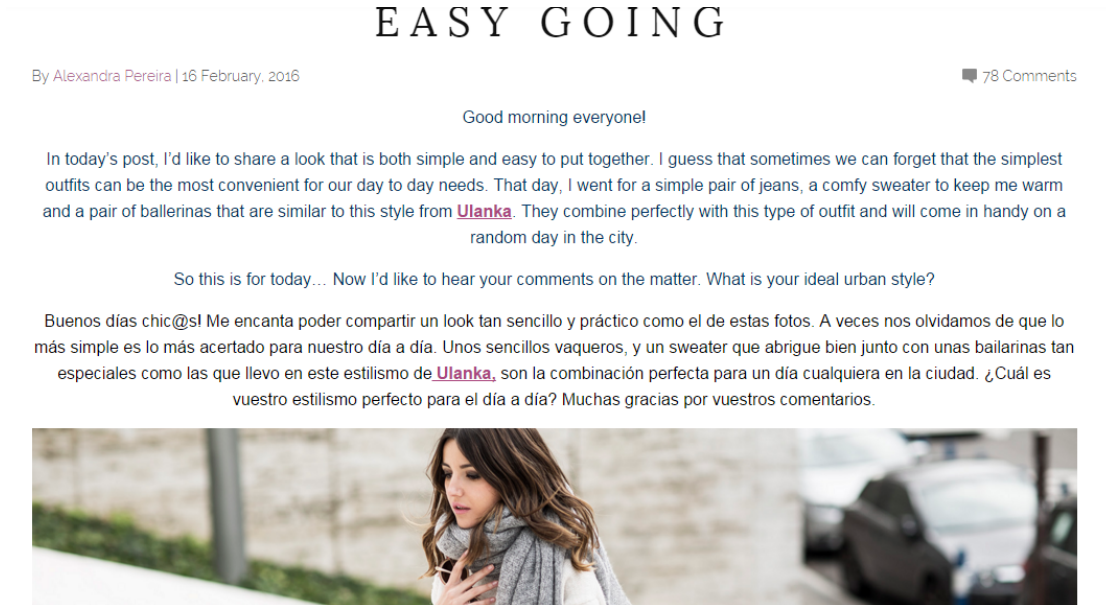 EASY GOING
By Alexandra Pereira | 16 February, 2016
78 Comments
Good morning everyone!
In today's post, I'd like to share a look that is both simple and easy to put together. I guess that sometimes we can forget that the simplest
outfits can be the most convenient for our day to day needs. That day, I went for a simple pair of jeans, a comfy sweater to keep me warm
and a pair of ballerinas that are similar to this style from Ulanka. They combine perfectly with this type of outfit and will come in handy on a
random day in the city.
So this is for today… Now I'd like to hear your comments on the matter. What is your ideal urban style?
Buenos días chic@s! Me encanta poder compartir un look tan sencillo y práctico como el de estas fotos. A veces nos olvidamos de que lo
más simple es lo más acertado para nuestro día a día. Unos sencillos vaqueros, y un sweater que abrigue bien junto con unas bailarinas tan
especiales como las que llevo en este estilismo de Ulanka, son la combinación perfecta para un día cualquiera en la ciudad. ¿Cuál es
vuestro estilismo perfecto para el día a día? Muchas gracias por vuestros comentarios.